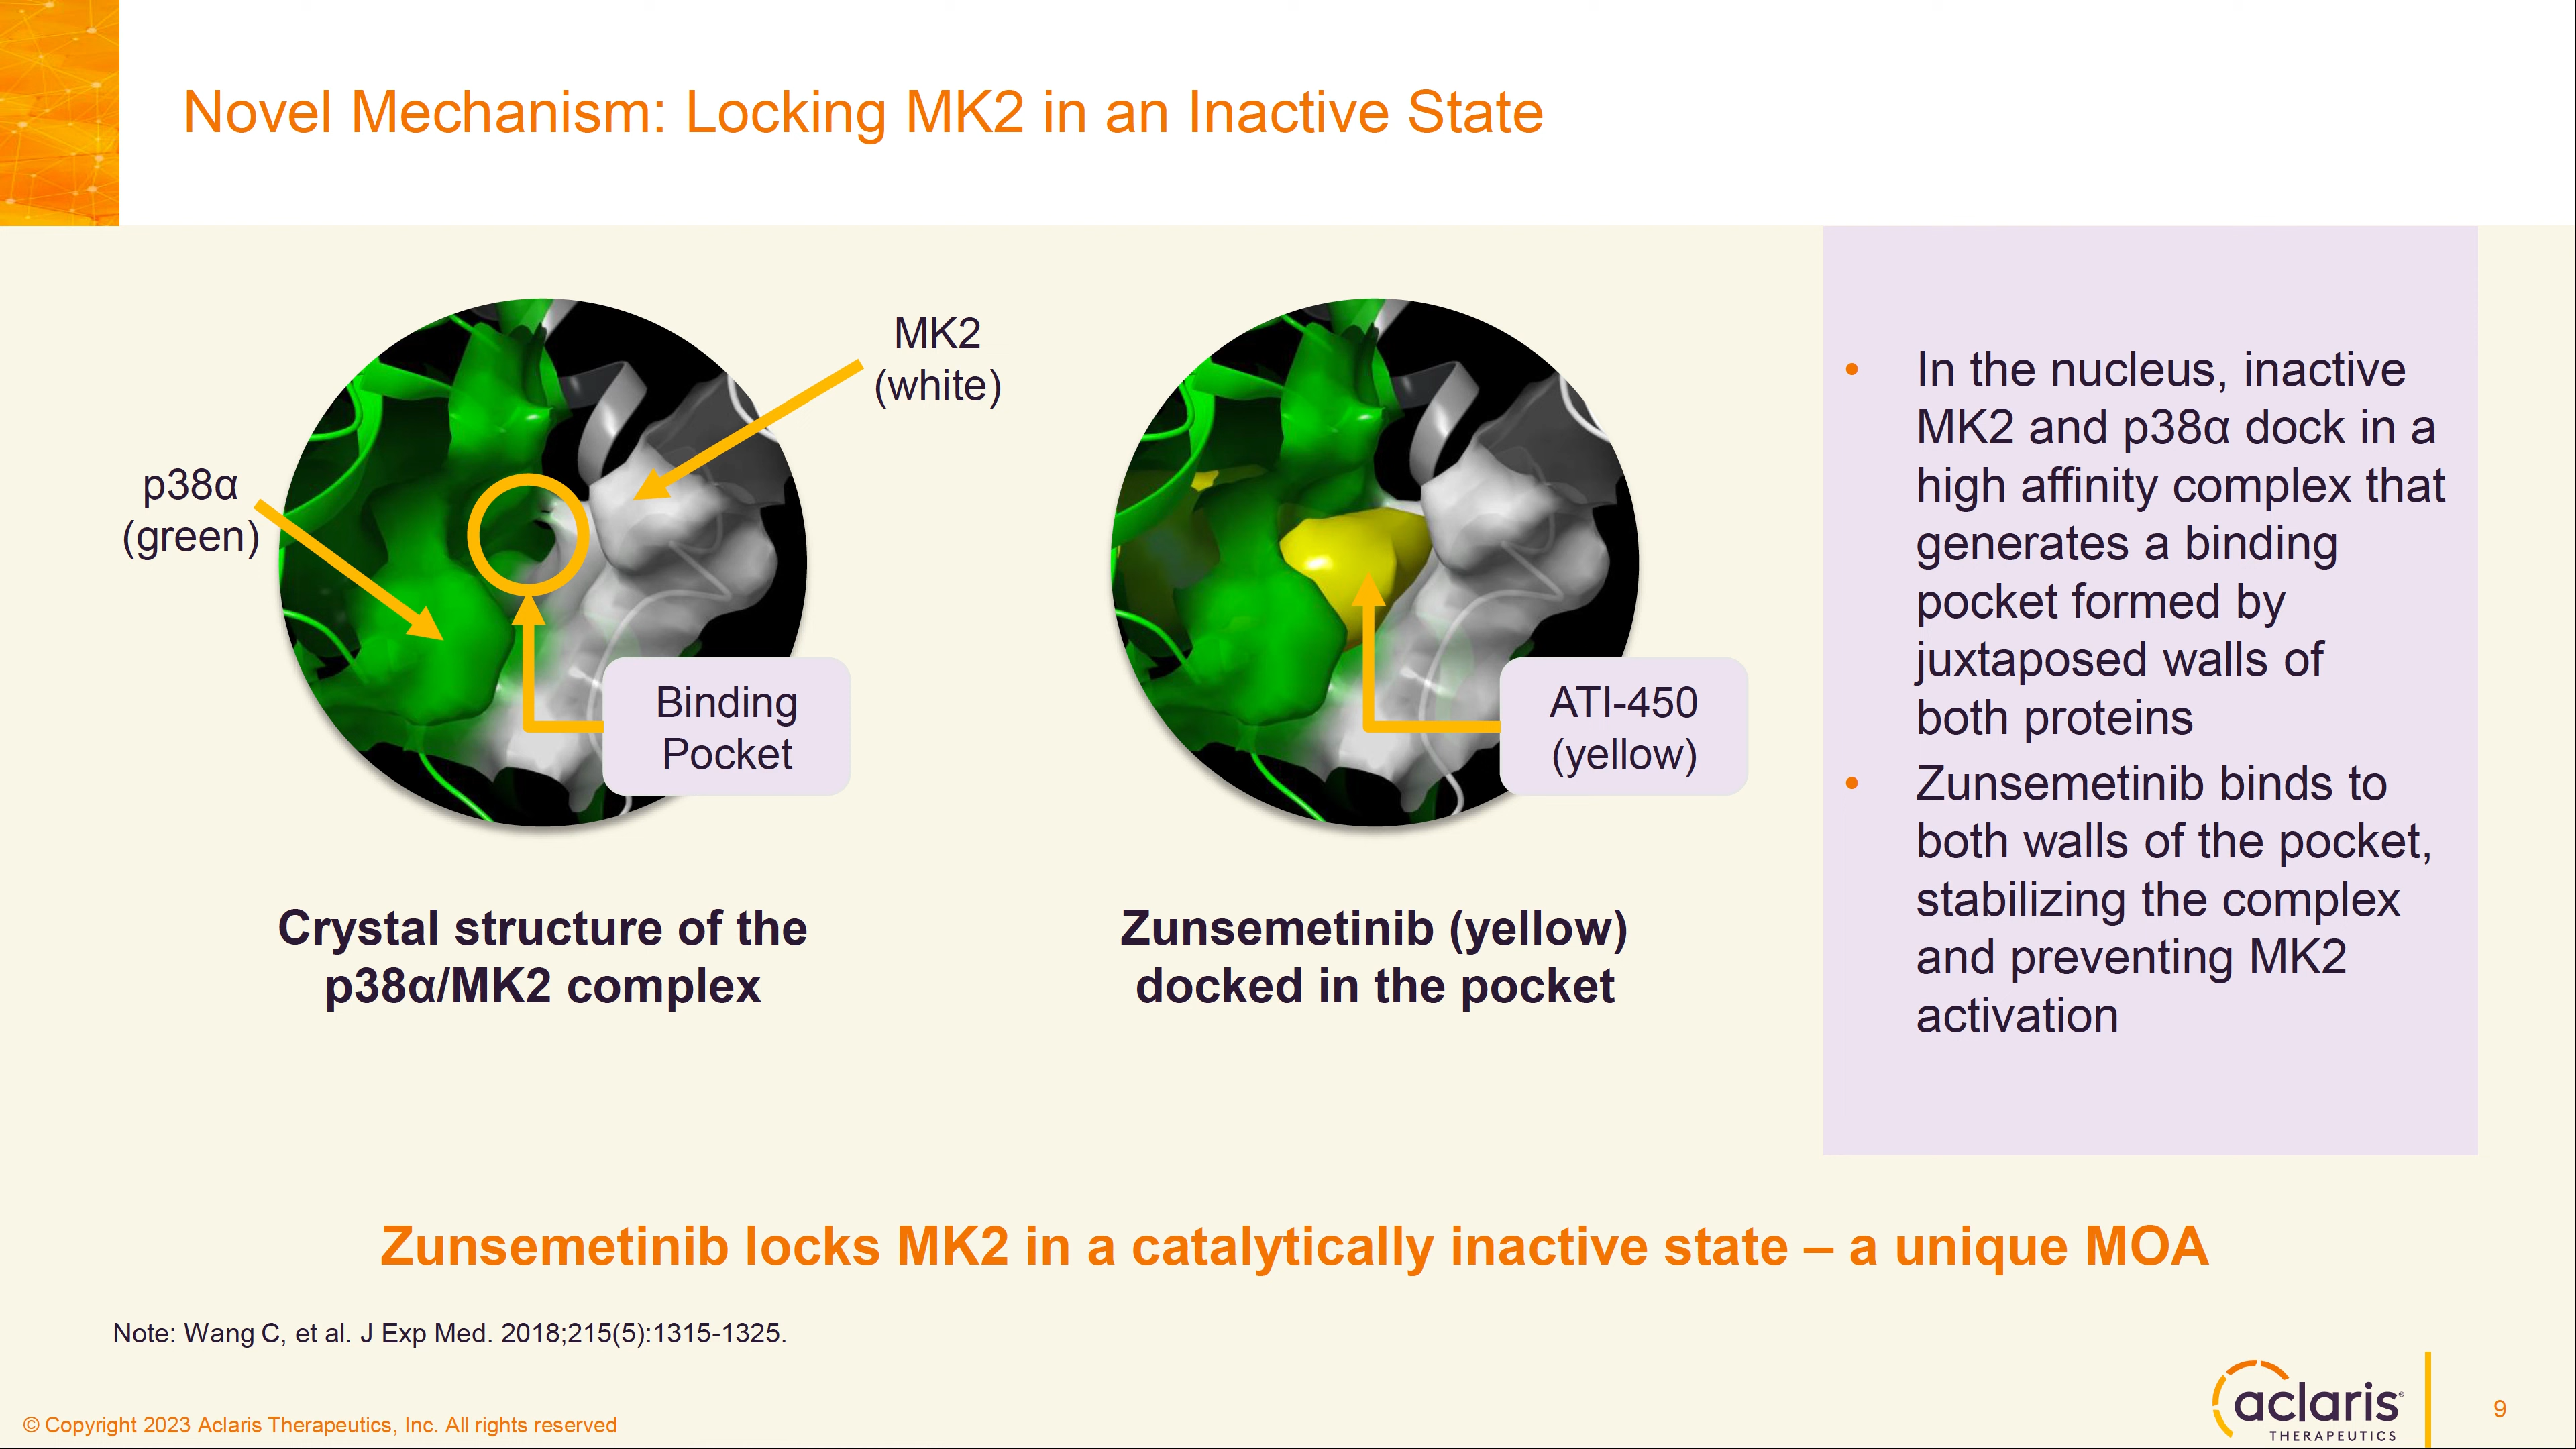 Novel Mechanism: Locking MK2 in an Inactive State
MK2
(white)
p38α
(green)
Binding
Pocket
ATI-450
(yellow)
Crystal structure of the
p38α/MK2 complex
Zunsemetinib (yellow)
docked in the pocket
• In the nucleus, inactive
MK2 and p38α dock in a
high affinity complex that
generates a binding
pocket formed by
juxtaposed walls of
both proteins
• Zunsemetinib binds to
both walls of the pocket,
stabilizing the complex
and preventing MK2
activation
Zunsemetinib locks MK2 in a catalytically inactive state – a unique MOA
Note: Wang C, et al. J Exp Med. 2018;215(5):1315-1325.
© Copyright 2023 Aclaris Therapeutics, Inc. All rights reserved
aclaris®
THERAPEUTICS
9